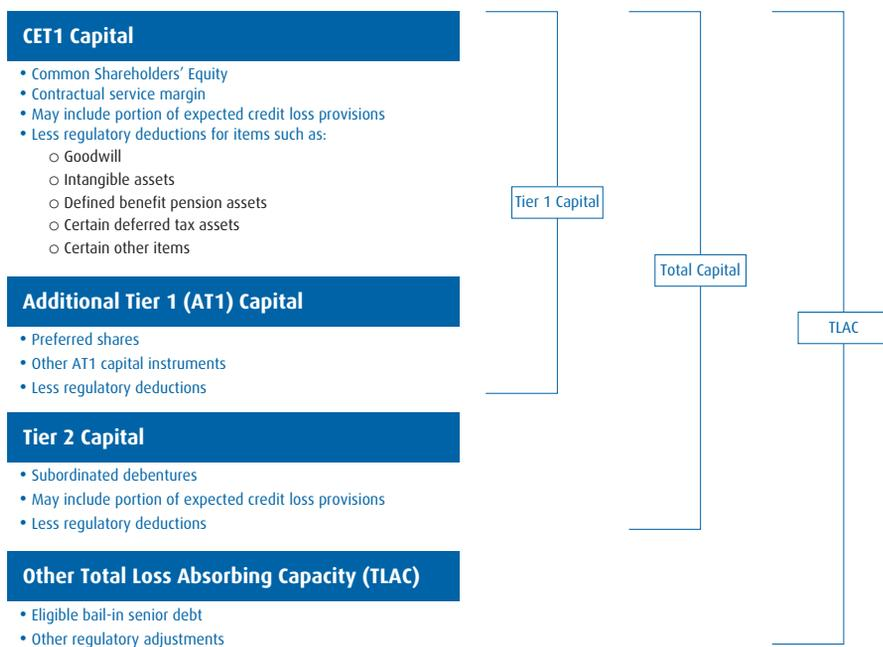 CET1 Capital
• Common Shareholders' Equity
• Contractual service margin
• May include portion of expected credit loss provisions
• Less regulatory deductions for items such as:
○ Goodwill
○ Intangible assets
○ Defined benefit pension assets
○ Certain deferred tax assets
○ Certain other items
Additional Tier 1 (AT1) Capital
• Preferred shares
• Other AT1 capital instruments
• Less regulatory deductions
Tier 2 Capital
• Subordinated debentures
• May include portion of expected credit loss provisions
• Less regulatory deductions
Other Total Loss Absorbing Capacity (TLAC)
• Eligible bail-in senior debt
• Other regulatory adjustments
Tier 1 Capital
Total Capital
TLAC